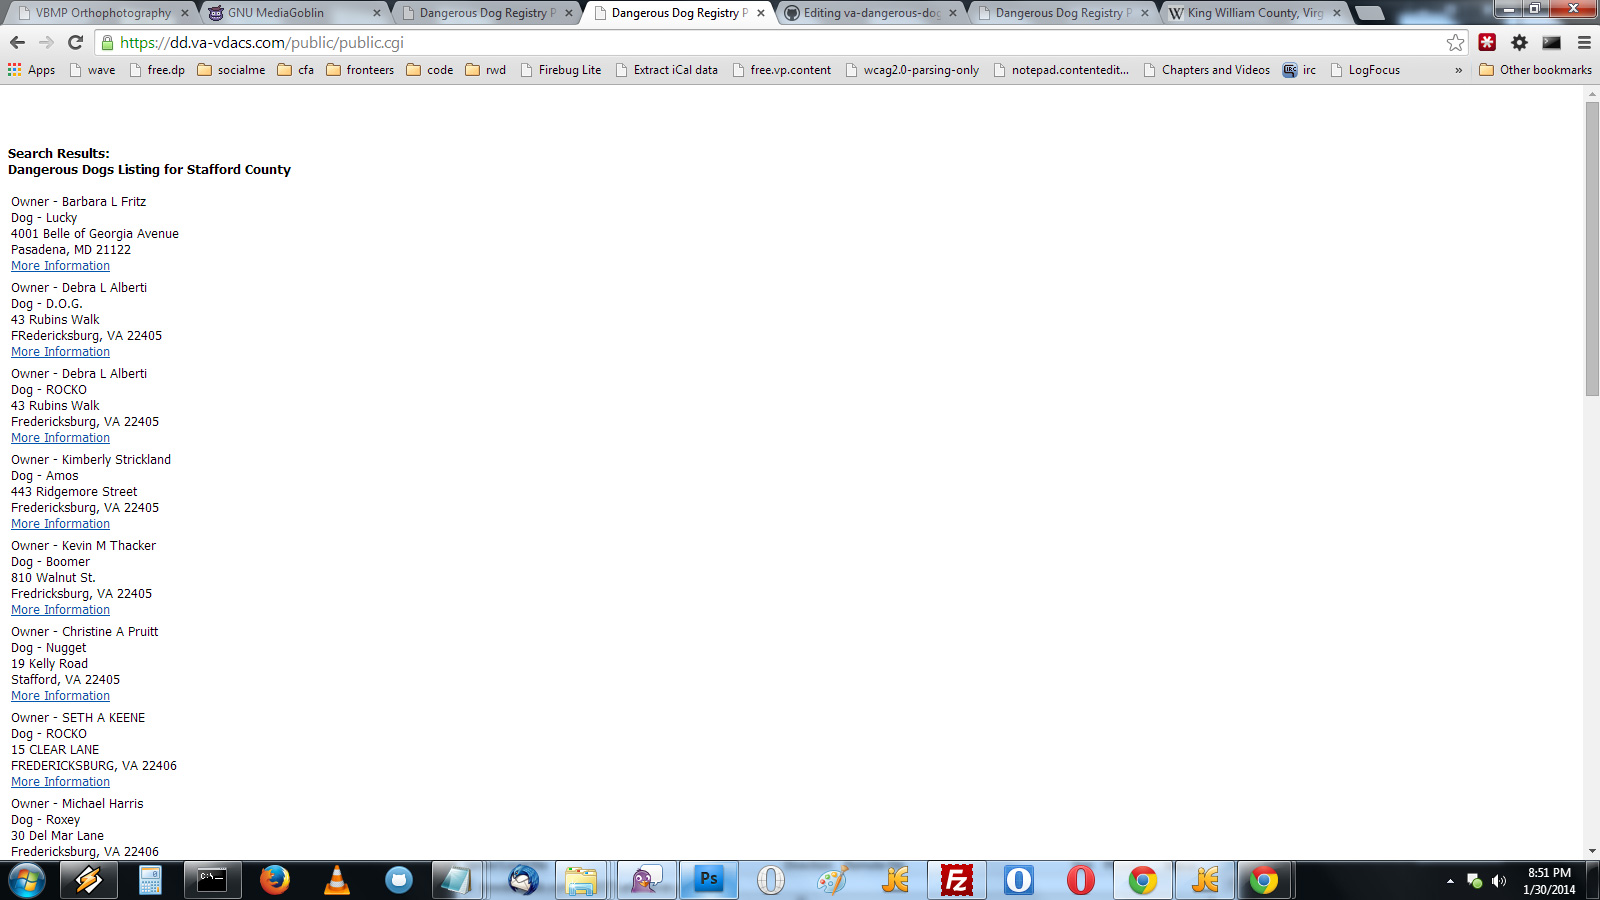 VBMP Orthophotography
GNU MediaGoblin
Dangerous Dog Registry P
Dangerous Dog Registry P
Editing va-dangerous-dog
Dangerous Dog Registry P
King William County, Virg
https://dd.va-vdacs.com/public/public.cgi
Apps
wave
free.dp
socialme
cfa
fronteers
code
rwd
Firebug Lite
Extract iCal data
free.vp.content
wcag2.0-parsing-only
notepad.contentedit...
Chapters and Videos
irc
LogFocus
»
Other bookmarks
Search Results:
Dangerous Dogs Listing for Stafford County
Owner - Barbara L Fritz
Dog - Lucky
4001 Belle of Georgia Avenue
Pasadena, MD 21122
More Information
Owner - Debra L Alberti
Dog - D.O.G.
43 Rubins Walk
FRedericksburg, VA 22405
More Information
Owner - Debra L Alberti
Dog - ROCKO
43 Rubins Walk
Fredericksburg, VA 22405
More Information
Owner - Kimberly Strickland
Dog - Amos
443 Ridgemore Street
Fredericksburg, VA 22405
More Information
Owner - Kevin M Thacker
Dog - Boomer
810 Walnut St.
Fredricksburg, VA 22405
More Information
Owner - Christine A Pruitt
Dog - Nugget
19 Kelly Road
Stafford, VA 22405
More Information
Owner - SETH A KEENE
Dog - ROCKO
15 CLEAR LANE
FREDERICKSBURG, VA 22406
More Information
Owner - Michael Harris
Dog - Roxey
30 Del Mar Lane
Fredericksburg, VA 22406
C:\_
Ps
Fz
8:51 PM
1/30/2014